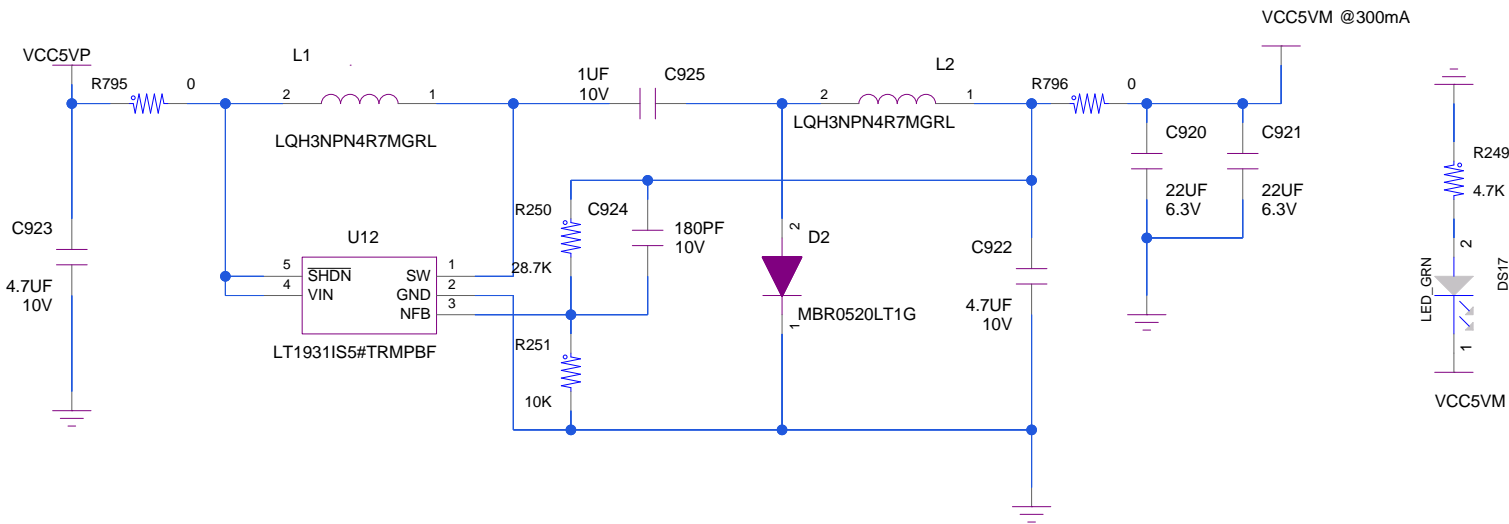 VCC5VM @300mA
VCC5VP
L1
R795
0
2
1
LQH3NPN4R7MGRL
1UF
10V
C925
L2
2
1
LQH3NPN4R7MGRL
R796
0
C920
22UF
6.3V
C921
22UF
6.3V
R249
4.7K
C923
4.7UF
10V
U12
5
SHDN
4
VIN
SW
1
GND
2
NFB
3
LT1931IS5#TRMPBF
R250
28.7K
C924
180PF
10V
R251
10K
2
D2
MBR0520LT1G
1
C922
4.7UF
10V
2
DS17
LED_GRN
1
VCC5VM